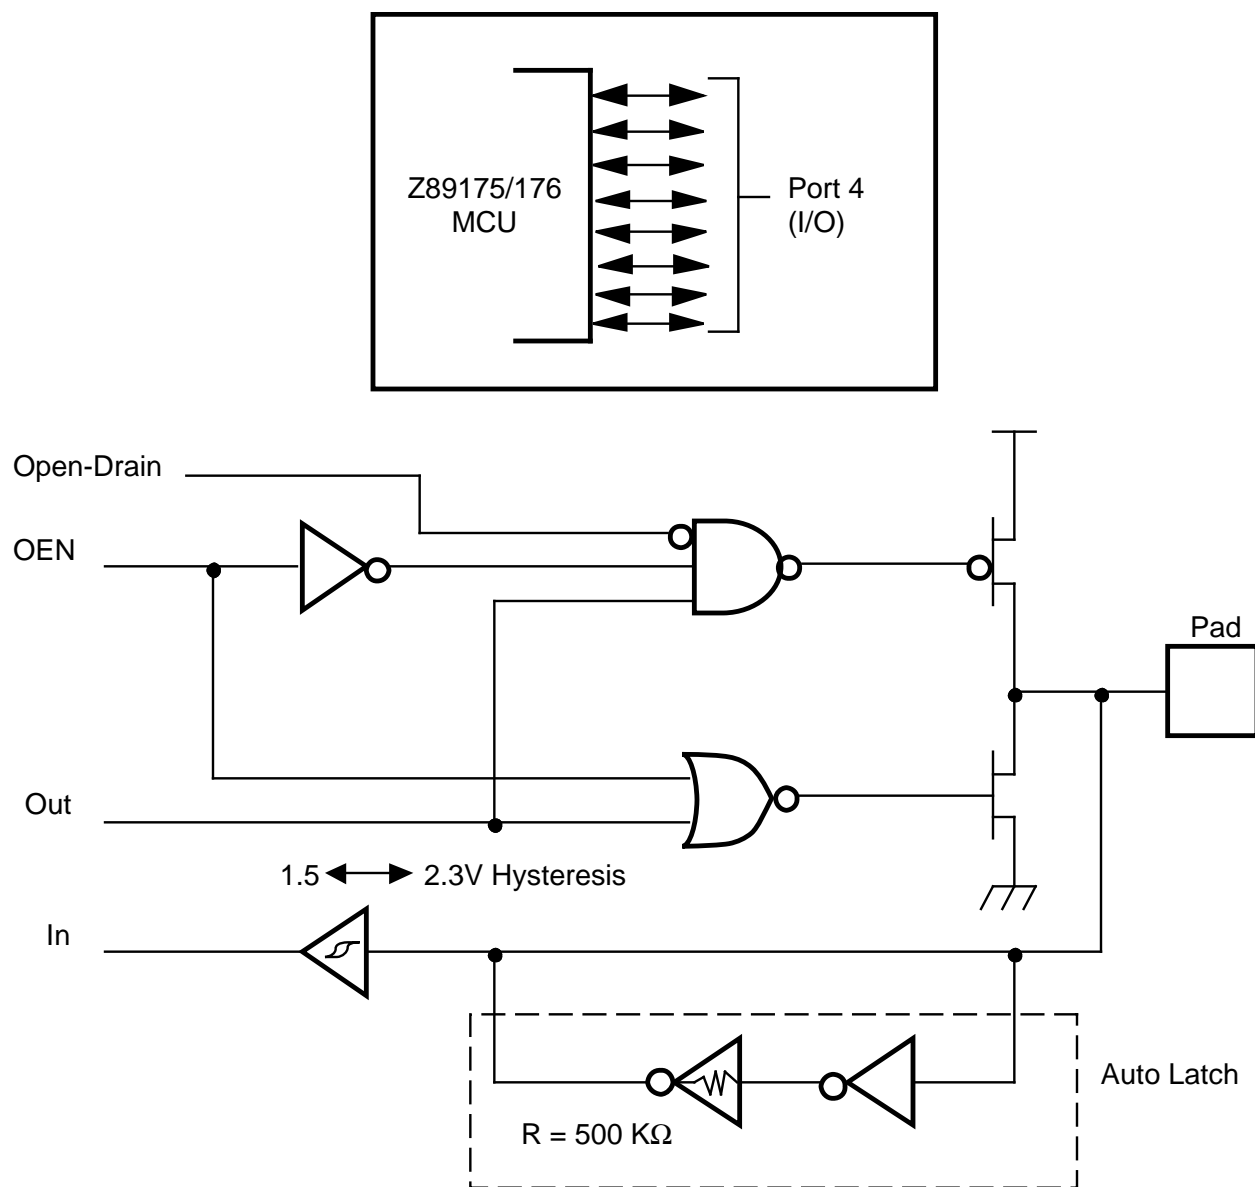 Z89175/176
MCU
Port 4
(I/O)
Open-Drain
OEN
Pad
Out
1.5 2.3V Hysteresis
In
Auto Latch
R = 500 KΩ